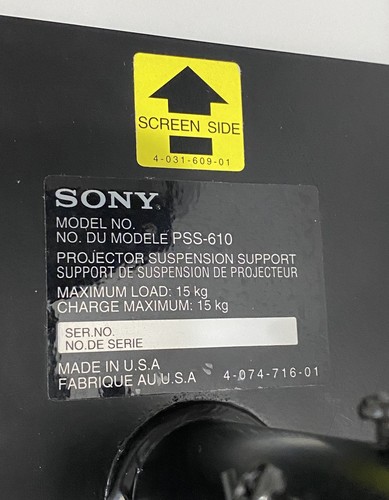 SCREEN SIDE
4-031-609-01
SONY
MODEL NO.
NO. DU MODELE PSS-610
PROJECTOR SUSPENSION SUPPORT
SUPPORT DE SUSPENSION DE PROJECTEUR
MAXIMUM LOAD: 15 kg
CHARGE MAXIMUM: 15 kg
SER.NO.
NO.DE SERIE
MADE IN U.S.A
FABRIQUE AU U.S.A 4-074-716-01